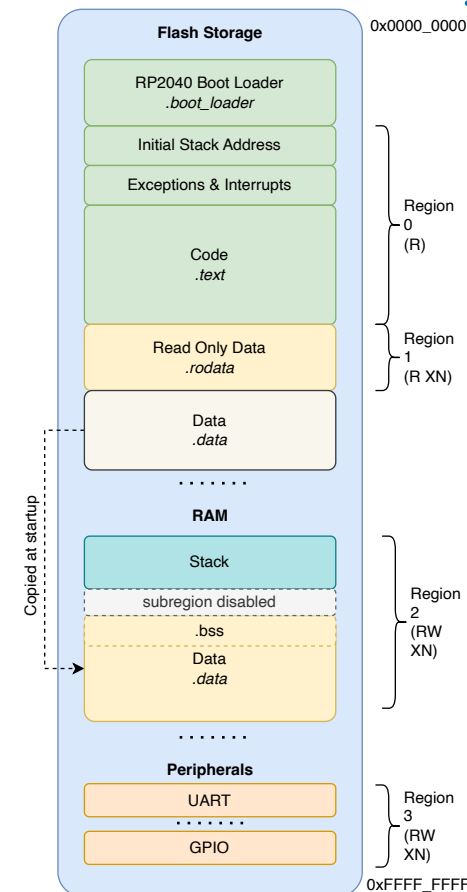 Flash Storage
0x0000_0000
RP2040 Boot Loader
.boot_loader
Initial Stack Address
Exceptions & Interrupts
Region
0
(R)
Code
.text
Read Only Data
.rodata
Region
1
(R XN)
Data
.data
. . . . . . .
Copied at startup
RAM
Stack
subregion disabled
.bss
Data
.data
Region
2
(RW
XN)
. . . . . . .
Peripherals
UART
. . . . . . .
GPIO
Region
3
(RW
XN)
0xFFFF_FFFF